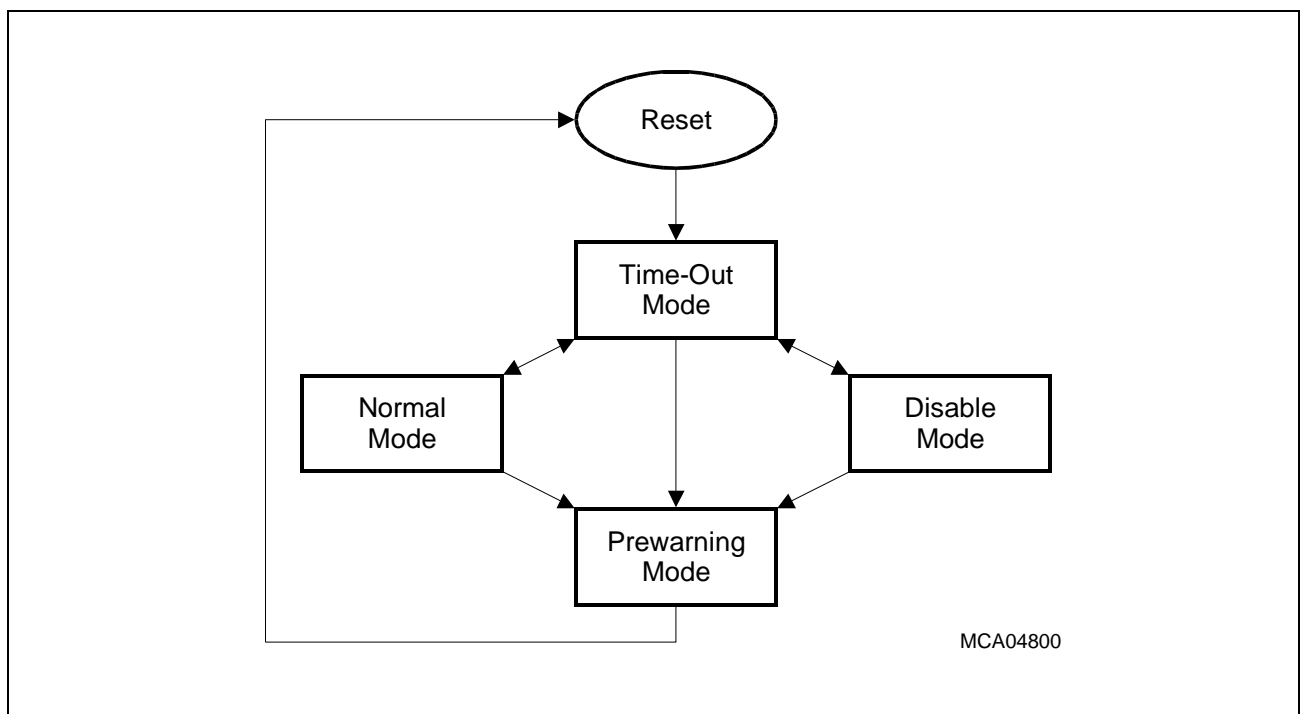 Reset
Time-Out
Mode
Normal
Mode
Disable
Mode
Prewarning
Mode
MCA04800